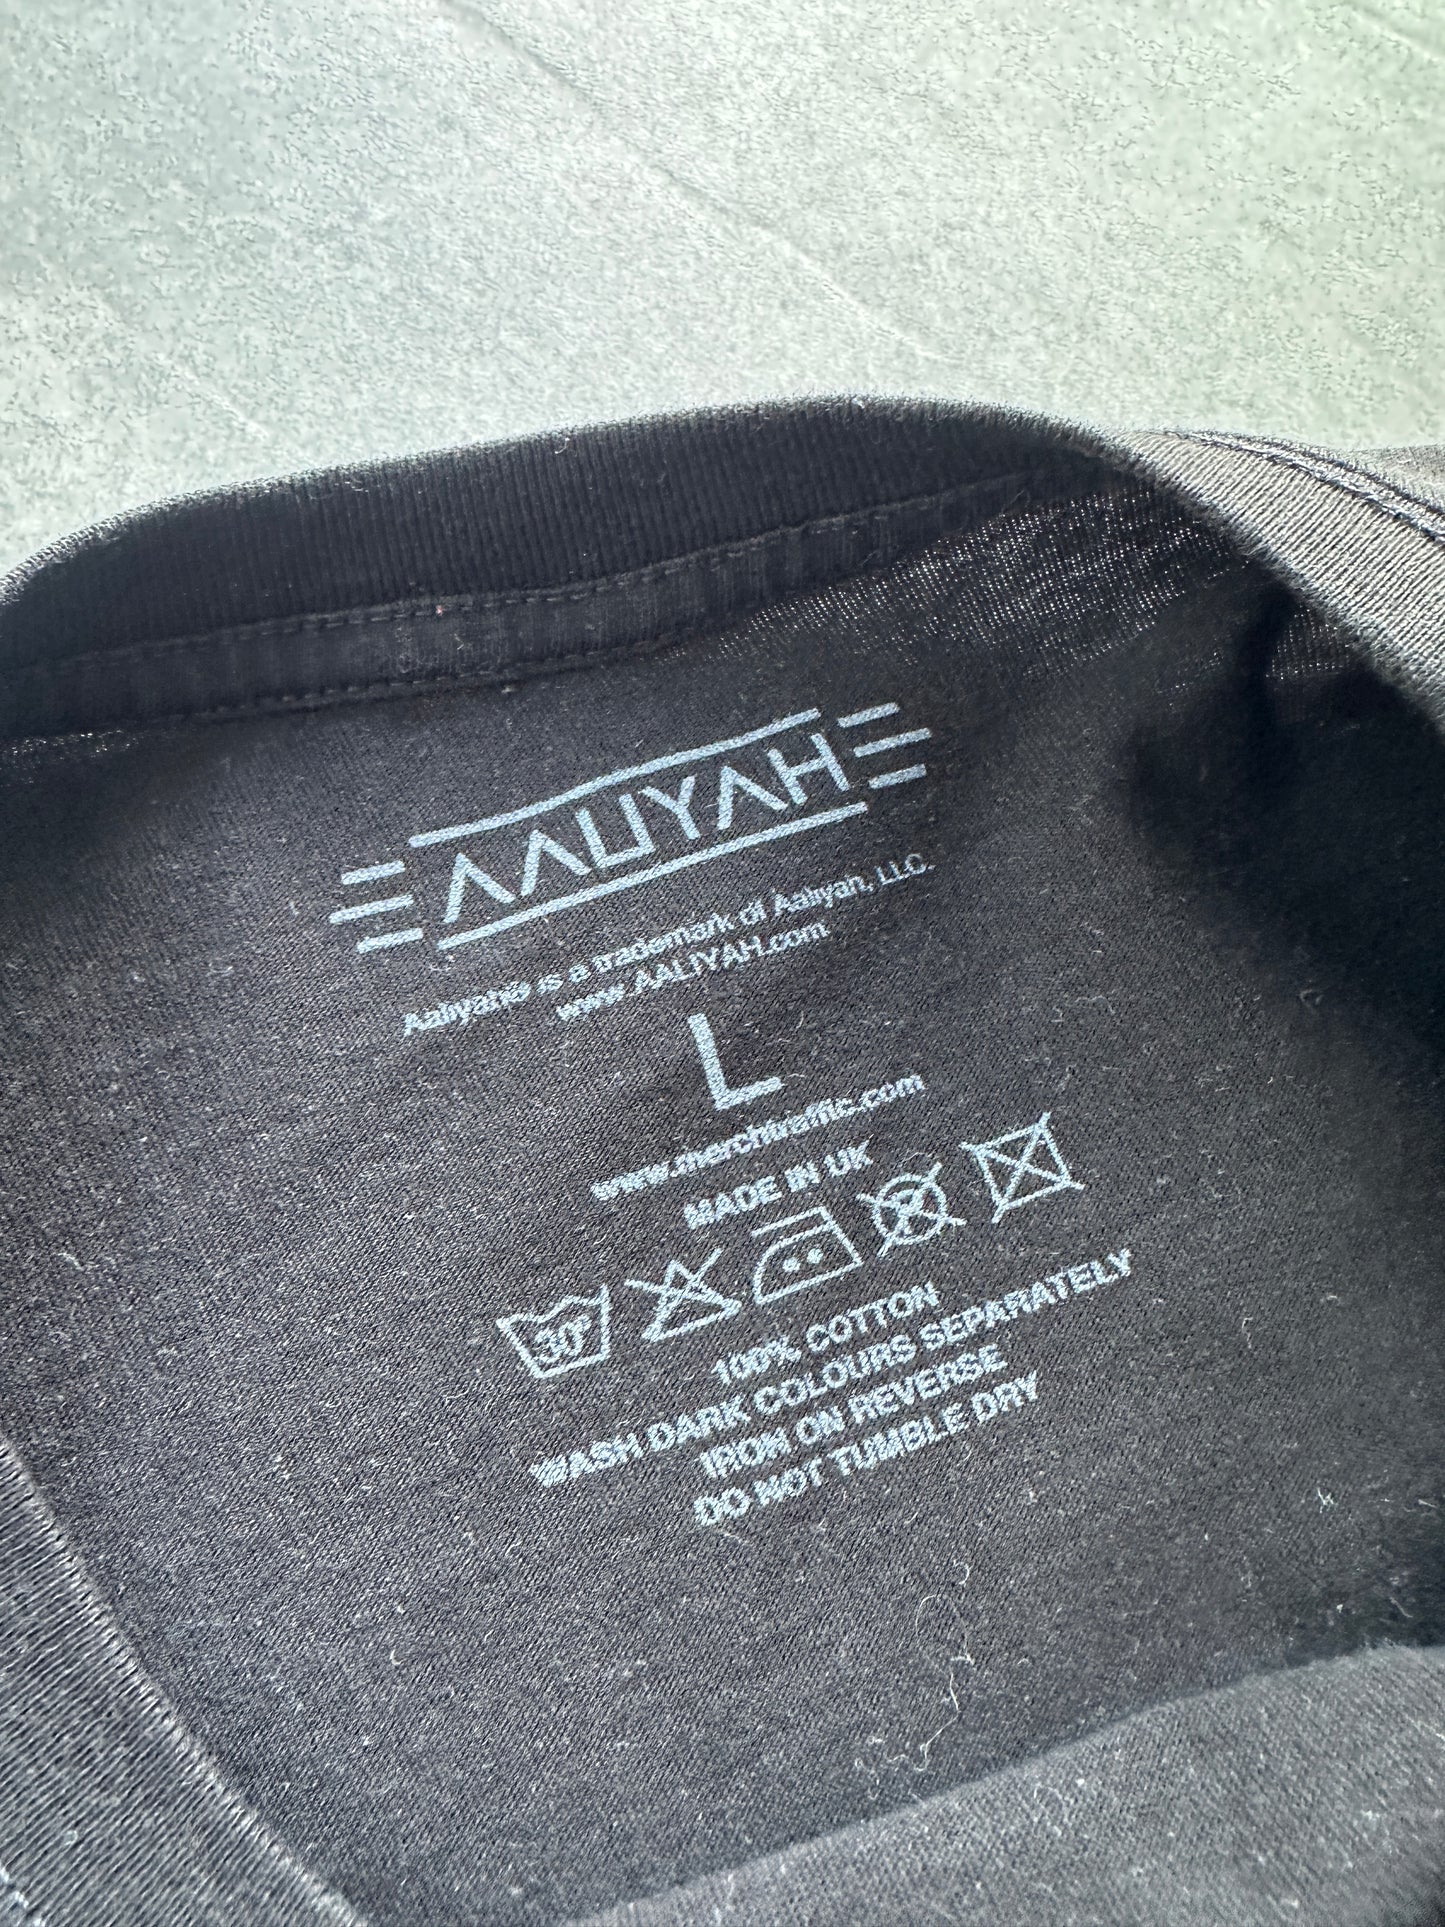 AALIYAH
Aaliyah® is a trademark of Aaliyah, LLC.
www.AALIYAH.com
L
www.merchtraffic.com
MADE IN UK
30°
P
100% COTTON
WASH DARK COLOURS SEPARATELY
IRON ON REVERSE
DO NOT TUMBLE DRY